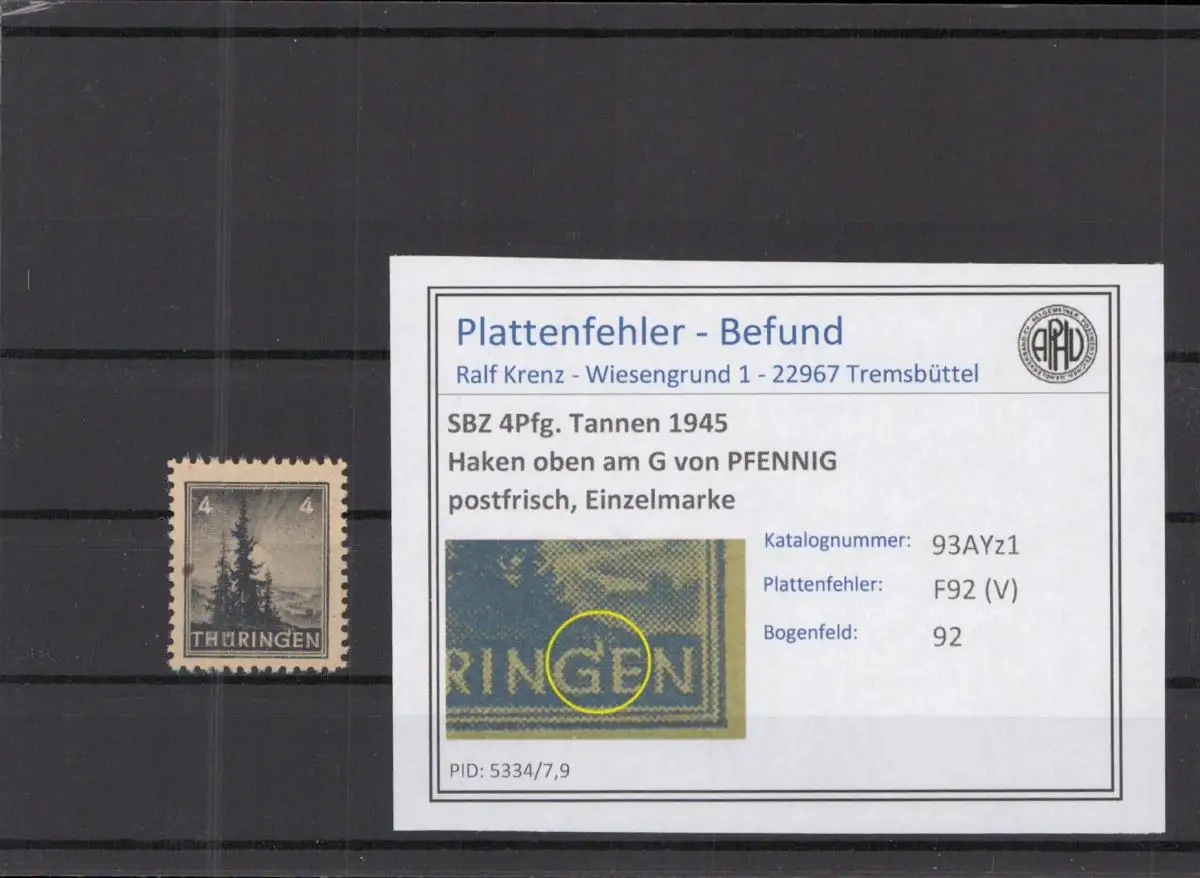 4 4
THÜRINGEN
Plattenfehler - Befund
Ralf Krenz - Wiesengrund 1 - 22967 Tremsbüttel
APHV
SBZ 4Pfg. Tannen 1945
Haken oben am G von PFENNIG
postfrisch, Einzelmarke
RINGEN
Katalognummer: 93AYz1
Plattenfehler: F92 (V)
Bogenfeld: 92
PID: 5334/7,9